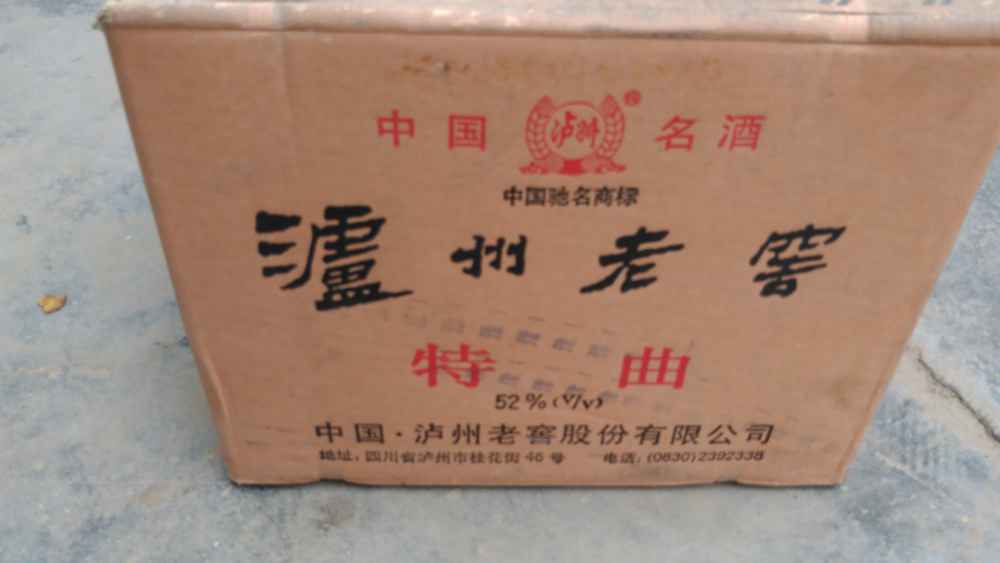 中国 泸州 ® 名酒
中国驰名商标
瀘州老窖
特曲
52%(V/V)
中国·泸州老窖股份有限公司
地址:四川省泸州市桂花街46号 电话:(0830)2392338